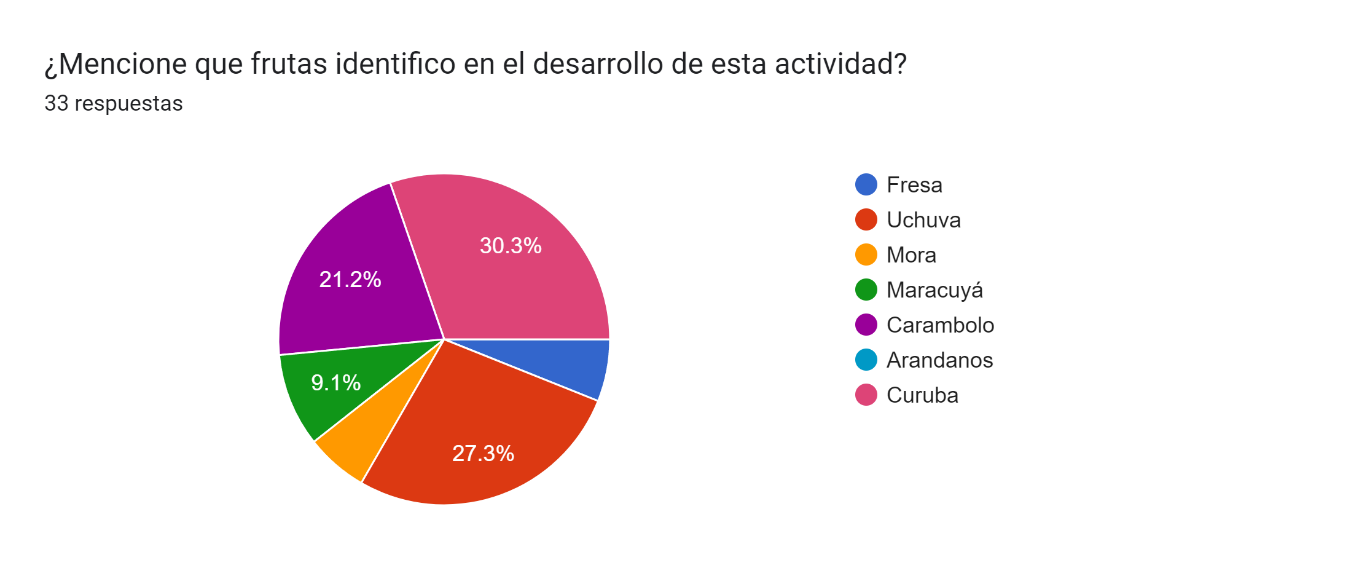 ¿Mencione que frutas identifico en el desarrollo de esta actividad?
33 respuestas
30.3%
21.2%
9.1%
27.3%
Fresa
Uchuva
Mora
Maracuyá
Carambolo
Arandanos
Curuba